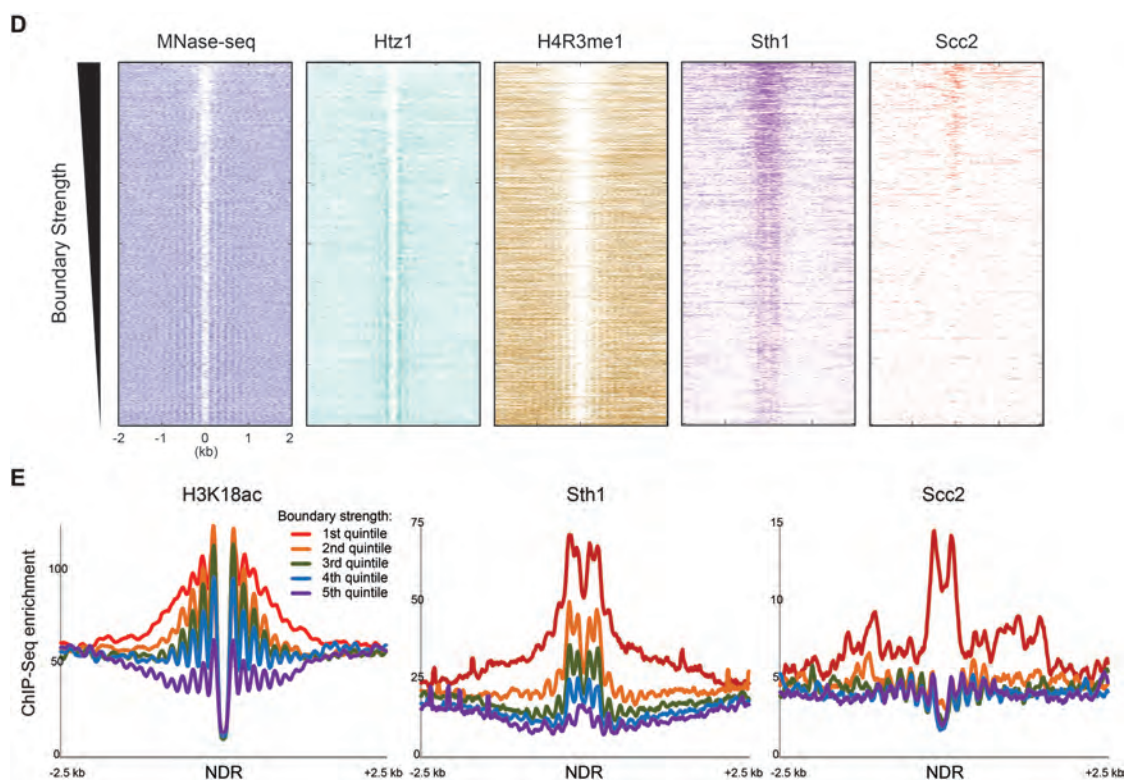 D
MNase-seq Htz1 H4R3me1 Sth1 Scc2
Boundary Strength
-2 -1 0 1 2
(kb)
E
H3K18ac Sth1 Scc2
Boundary strength:
1st quintile
2nd quintile
3rd quintile
4th quintile
5th quintile
ChIP-Seq enrichment
100
50
0
75
50
25
0
15
10
5
0
-2.5 kb NDR +2.5 kb -2.5 kb NDR +2.5 kb -2.5 kb NDR +2.5 kb